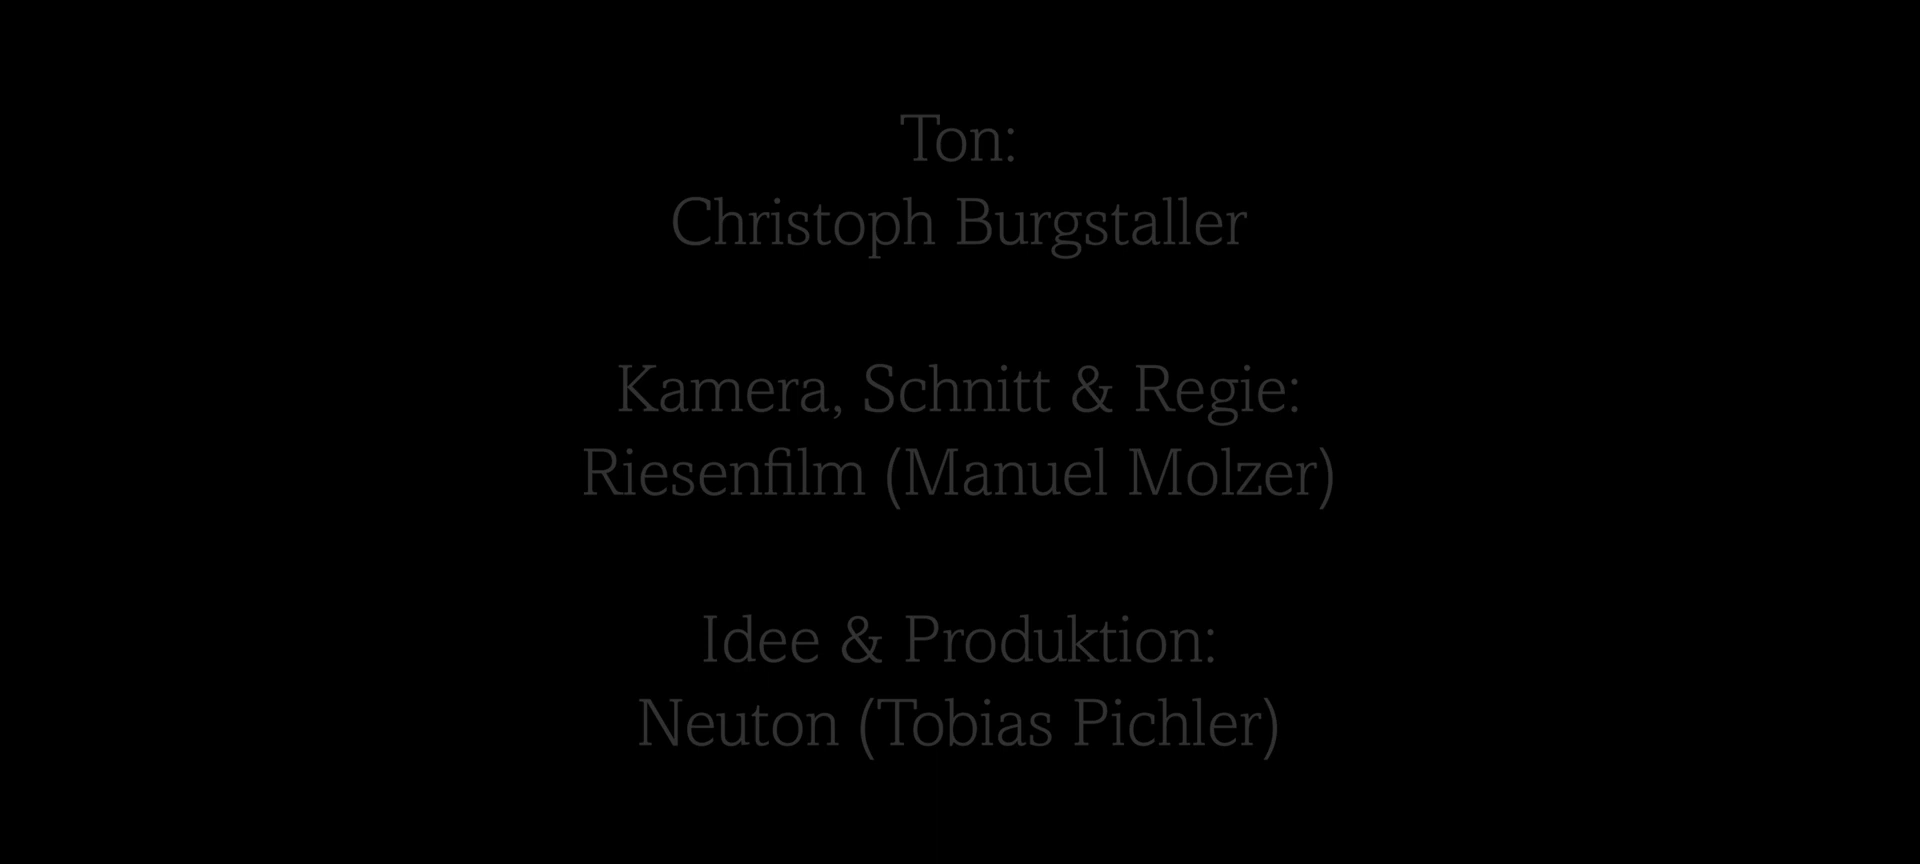 Ton:
Christoph Burgstaller
Kamera, Schnitt & Regie:
Riesenfilm (Manuel Molzer)
Idee & Produktion:
Neuton (Tobias Pichler)